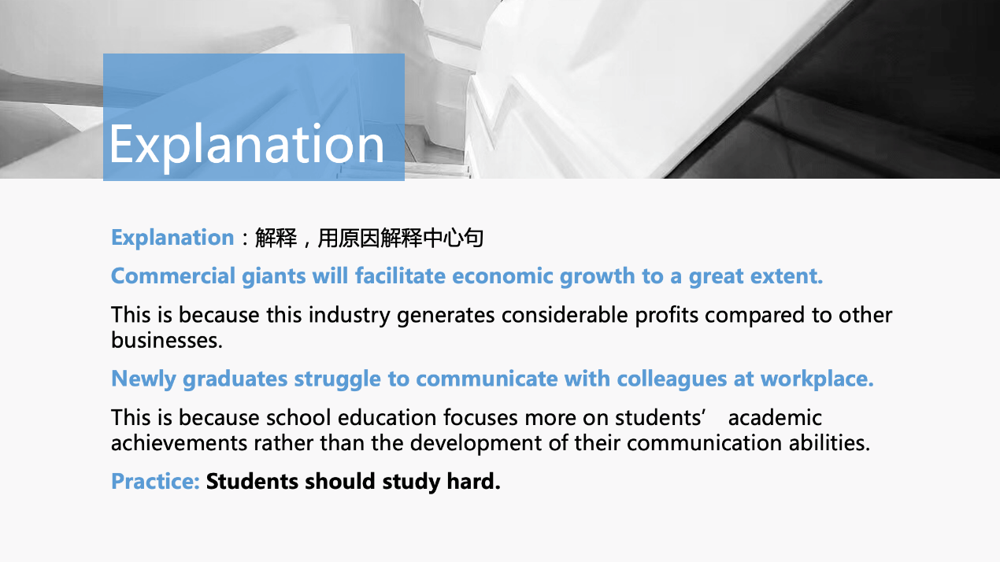 Explanation
Explanation：解释，用原因解释中心句
Commercial giants will facilitate economic growth to a great extent.
This is because this industry generates considerable profits compared to other
businesses.
Newly graduates struggle to communicate with colleagues at workplace.
This is because school education focuses more on students’ academic
achievements rather than the development of their communication abilities.
Practice: Students should study hard.